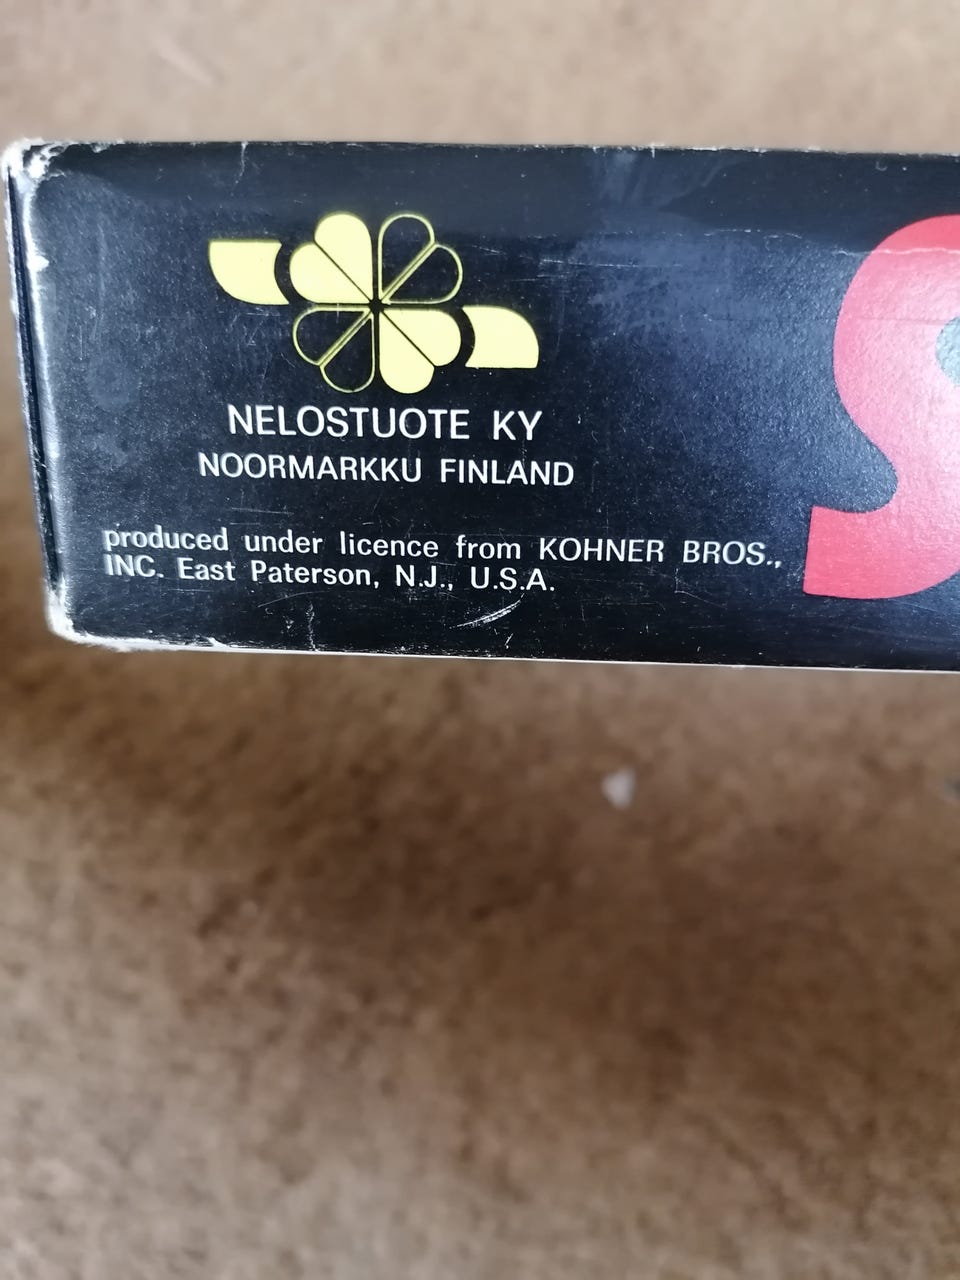 NELOSTUOTE KY
NOORMARKKU FINLAND
produced under licence from KOHNER BROS.,
INC. East Paterson, N.J., U.S.A.
S